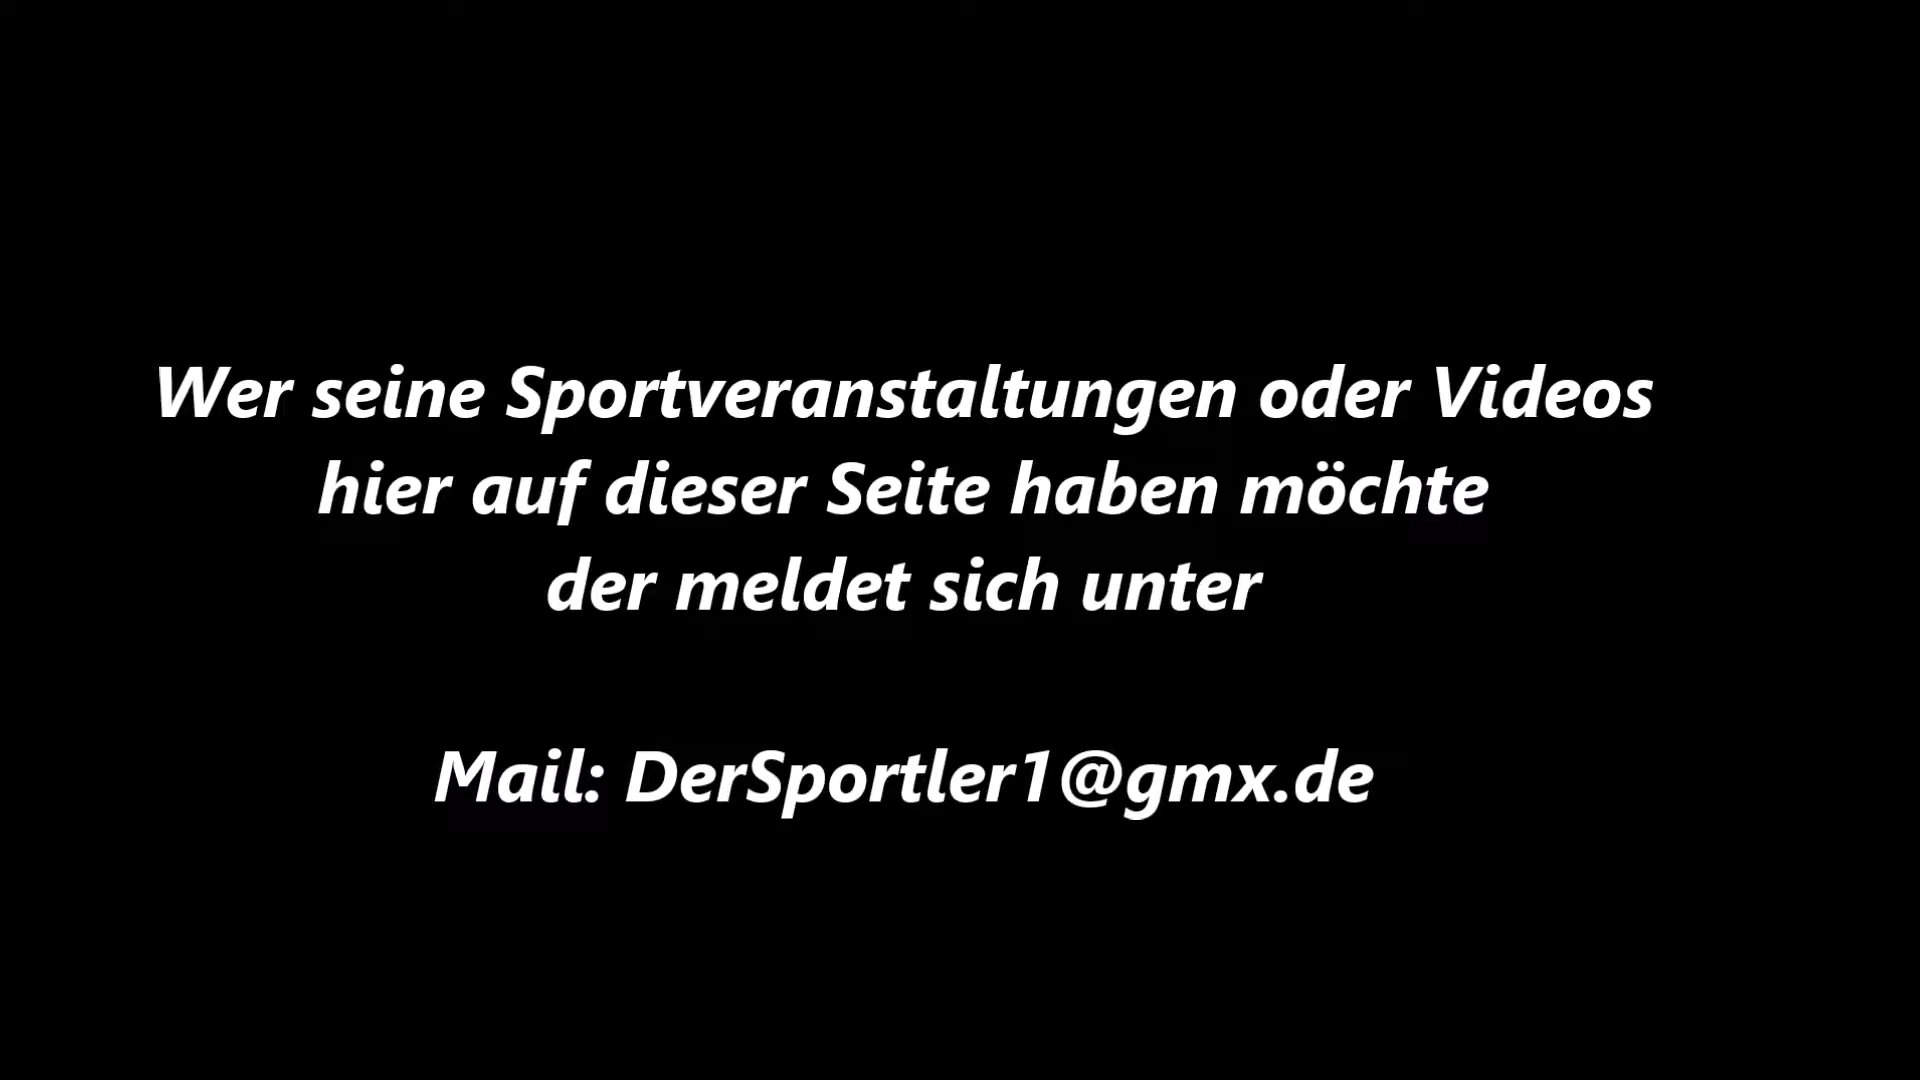 Wer seine Sportveranstaltungen oder Videos
hier auf dieser Seite haben möchte
der meldet sich unter
Mail: DerSportler1@gmx.de